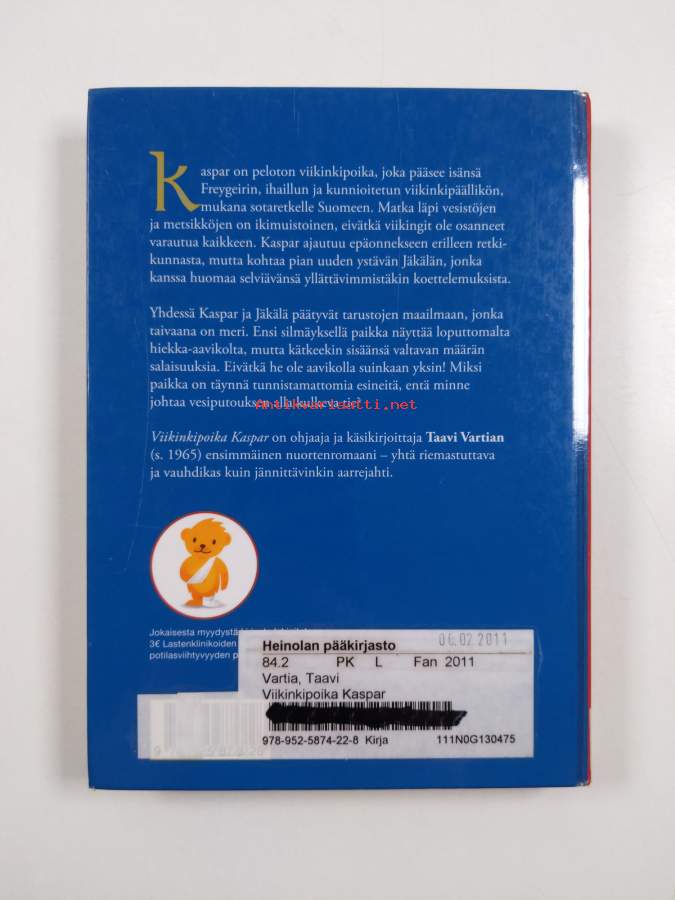 Kaspar on peloton viikinkipoika, joka pääsee isänsä
Freygeirin, ihaillun ja kunnioitetun viikinkipäällikön,
mukana sotaretkelle Suomeen. Matka läpi vesistöjen
ja metsikköjen on ikimuistoinen, eivätkä viikingit ole osanneet
varautua kaikkeen. Kaspar ajautuu epäonnekseen erilleen retki-
kunnasta, mutta kohtaa pian uuden ystävän Jäkälän, jonka
kanssa huomaa selviävänsä yllättävimmistäkin koettelemuksista.
Yhdessä Kaspar ja Jäkälä päätyvät tarustojen maailmaan, jonka
taivaana on meri. Ensi silmäyksellä paikka näyttää loputtomalta
hiekka-aavikolta, mutta kätkeekin sisäänsä valtavan määrän
salaisuuksia. Eivätkä he ole aavikolla suinkaan yksin! Miksi
paikka on täynnä tunnistamattomia esineitä, entä minne
johtaa vesiputouksen alla kulkeva tie?
Antikvariaatti.net
Viikinkipoika Kaspar on ohjaaja ja käsikirjoittaja Taavi Vartian
(s. 1965) ensimmäinen nuortenromaani – yhtä riemastuttava
ja vauhdikas kuin jännittävinkin aarrejahti.
Jokaisesta myydystä
3€ Lastenklinikoiden
potilasviihtyvyyden
Heinolan pääkirjasto 06.02.2011
84.2 PK L Fan 2011
Vartia, Taavi
Viikinkipoika Kaspar
978-952-5874-22-8 Kirja 111N0G130475